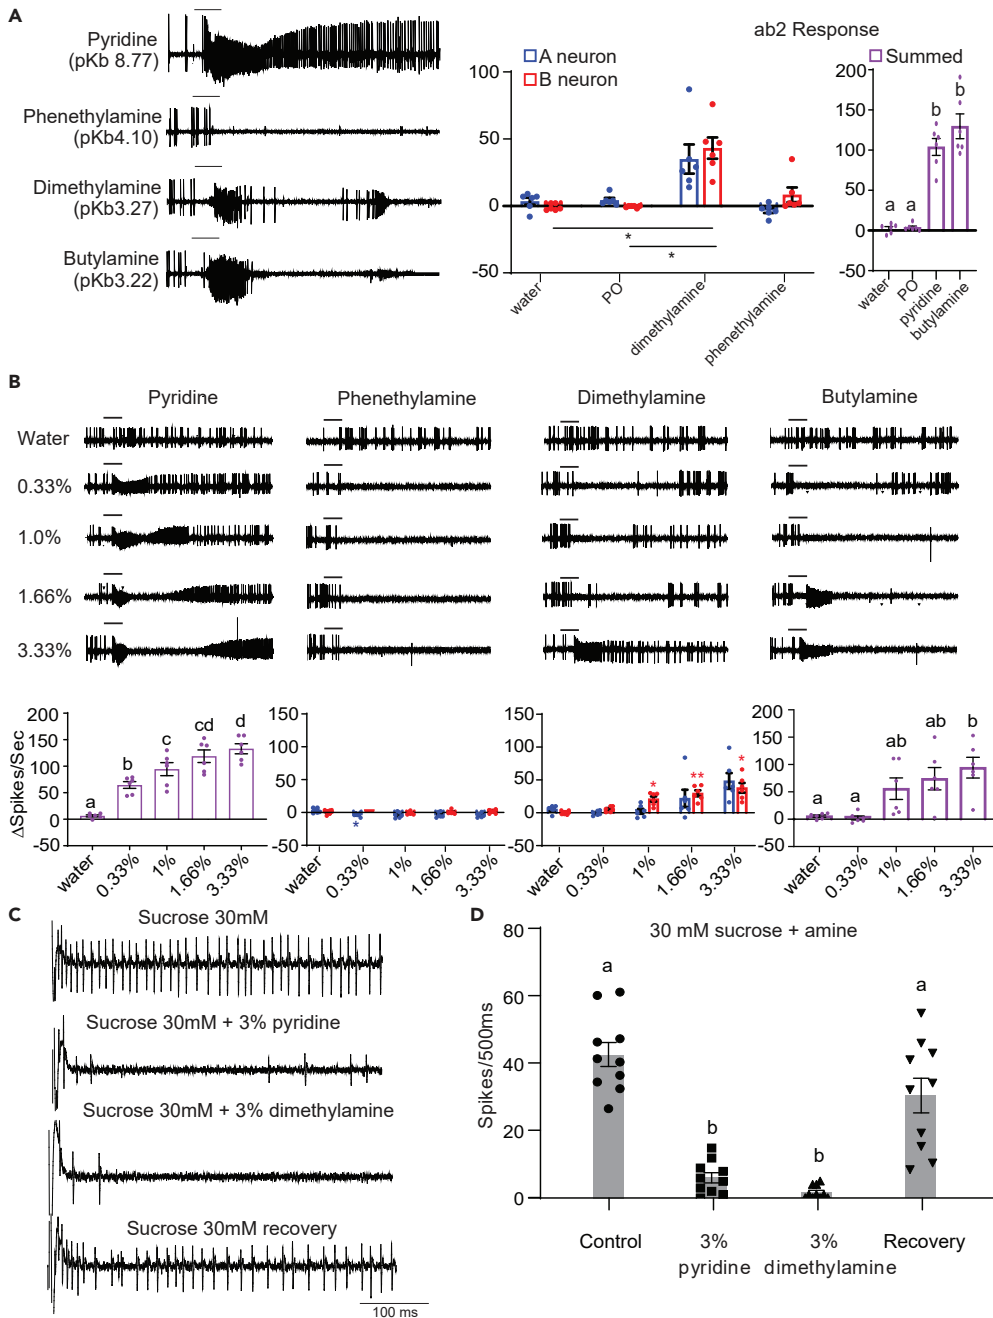 A
Pyridine
(pKb 8.77)
Phenethylamine
(pKb4.10)
Dimethylamine
(pKb3.27)
Butylamine
(pKb3.22)
ab2 Response
A neuron
B neuron
100
50
0
-50
*
*
water
PO
dimethylamine
phenethylamine
Summed
200
150
100
50
0
-50
a
a
b
b
water
PO
pyridine
butylamine
B
Pyridine
Phenethylamine
Dimethylamine
Butylamine
Water
0.33%
1.0%
1.66%
3.33%
ΔSpikes/Sec
200
150
100
50
0
-50
a
b
c
cd
d
water
0.33%
1%
1.66%
3.33%
150
100
50
0
-50
*
water
0.33%
1%
1.66%
3.33%
150
100
50
0
-50
*
**
*
water
0.33%
1%
1.66%
3.33%
200
150
100
50
0
-50
a
a
ab
ab
b
water
0.33%
1%
1.66%
3.33%
C
Sucrose 30mM
Sucrose 30mM + 3% pyridine
Sucrose 30mM + 3% dimethylamine
Sucrose 30mM recovery
100 ms
D
30 mM sucrose + amine
Spikes/500ms
80
60
40
20
0
a
b
b
a
Control
3%
pyridine
3%
dimethylamine
Recovery